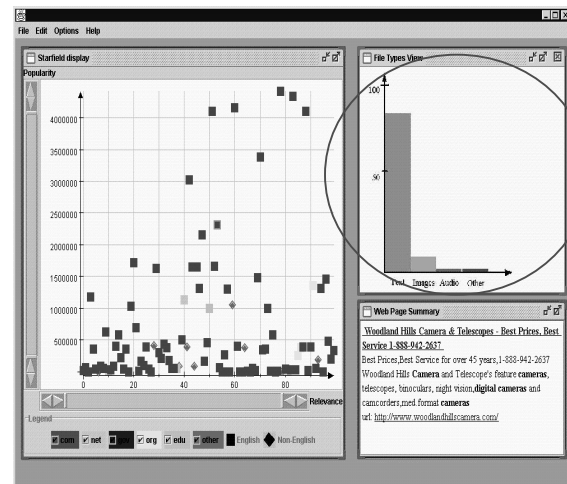 File Edit Options Help
Starfield display
Popularity
4000000
3500000
3000000
2500000
2000000
1500000
1000000
500000
0 20 40 60 80
Relevance
Legend
com net gov org edu other English Non-English
File Types View
100
50
Text Images Audio Other
Web Page Summary
Woodland Hills Camera & Telescopes - Best Prices, Best
Service 1-888-942-2637
Best Prices,Best Service for over 45 years,1-888-942-2637
Woodland Hills Camera and Telescope's feature cameras,
telescopes, binoculars, night vision,digital cameras and
camcorders,med.format cameras
url: http://www.woodlandhillscamera.com/